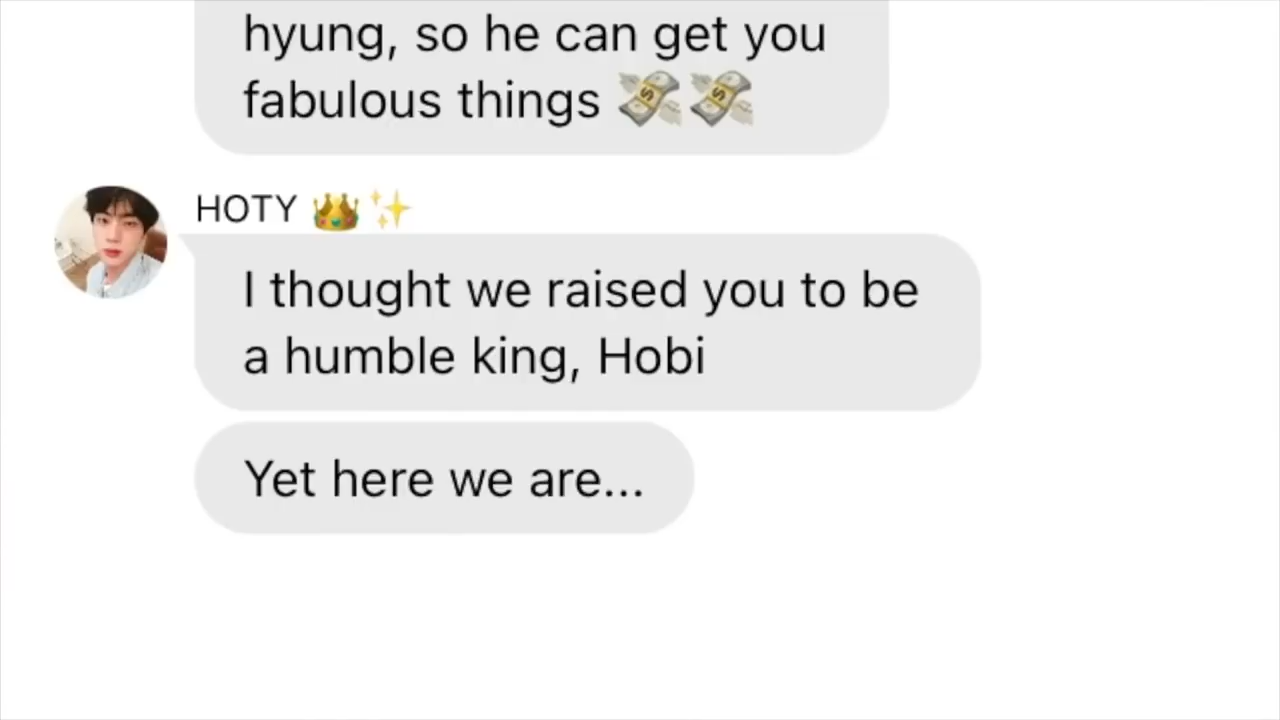 hyung, so he can get you
fabulous things 💸💸
HOTY 👑✨
I thought we raised you to be
a humble king, Hobi
Yet here we are...